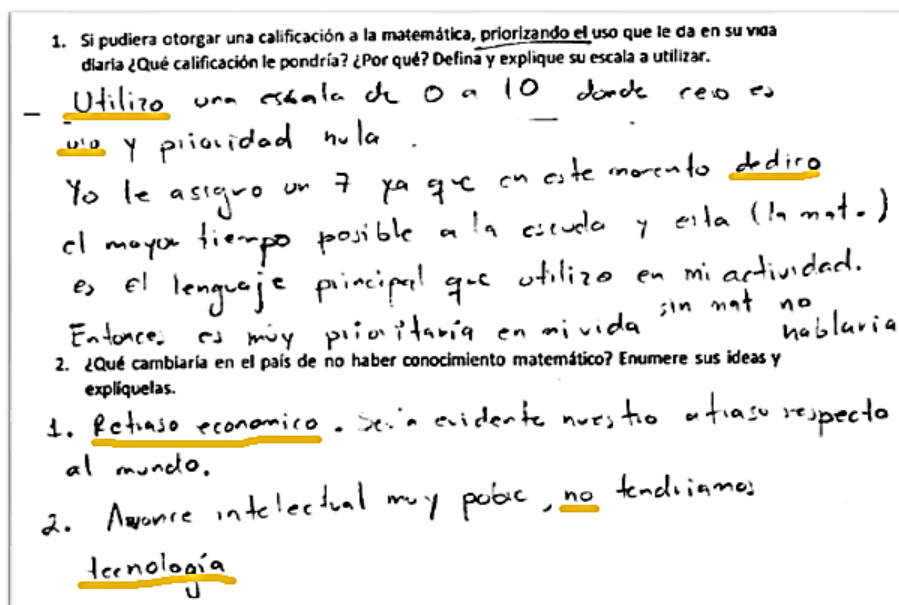 1. Si pudiera otorgar una calificación a la matemática, priorizando el uso que le da en su vida
diaria ¿Qué calificación le pondría? ¿Por qué? Defina y explique su escala a utilizar.
- Utilizo una escala de 0 a 10 donde cero es
uso y prioridad nula.
Yo le asigno un 7 ya que en este momento dedico
el mayor tiempo posible a la escuela y esta (la mat.)
es el lenguaje principal que utilizo en mi actividad.
Entonces es muy prioritaria en mi vida sin mat no
hablaria
2. ¿Qué cambiaría en el país de no haber conocimiento matemático? Enumere sus ideas y
explíquelas.
1. Retraso economico. Seria evidente nuestro atraso respecto
al mundo.
2. Avance intelectual muy pobre, no tendriamos
tecnología